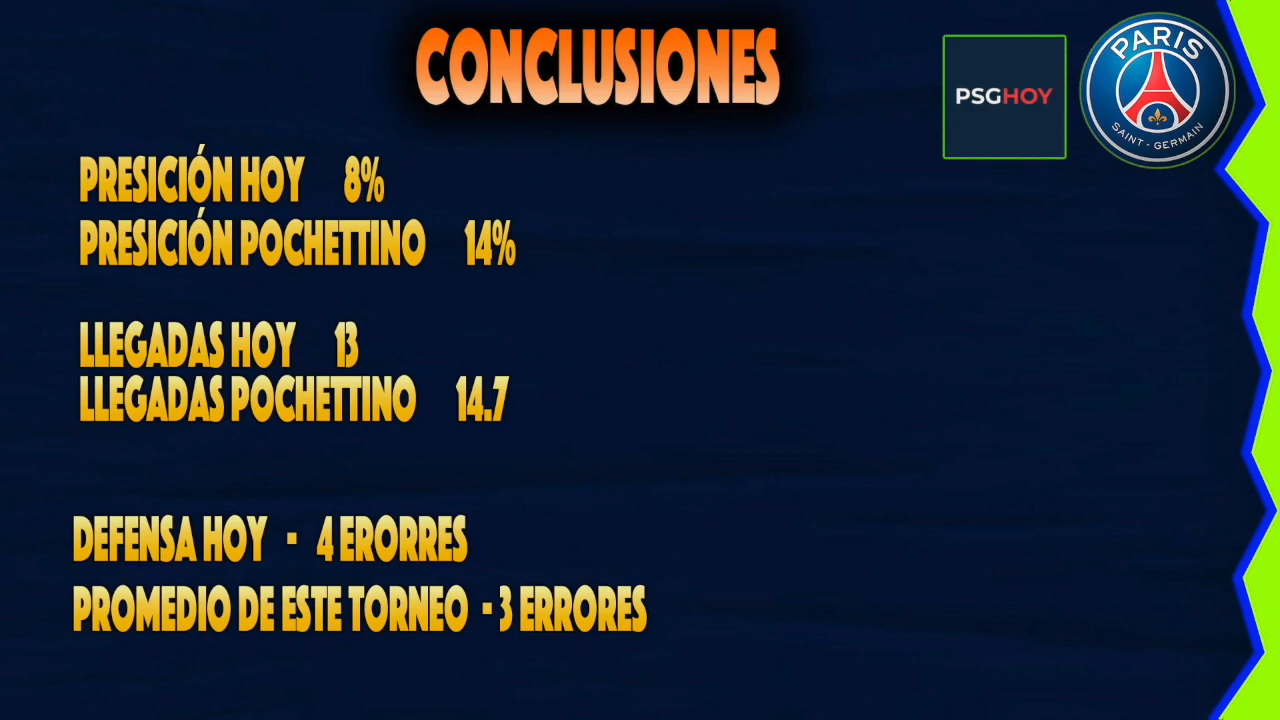 CONCLUSIONES
PSGHOY
PARIS
SAINT - GERMAIN
PRESICIÓN HOY 8%
PRESICIÓN POCHETTINO 14%
LLEGADAS HOY 13
LLEGADAS POCHETTINO 14.7
DEFENSA HOY - 4 ERORRES
PROMEDIO DE ESTE TORNEO - 3 ERRORES